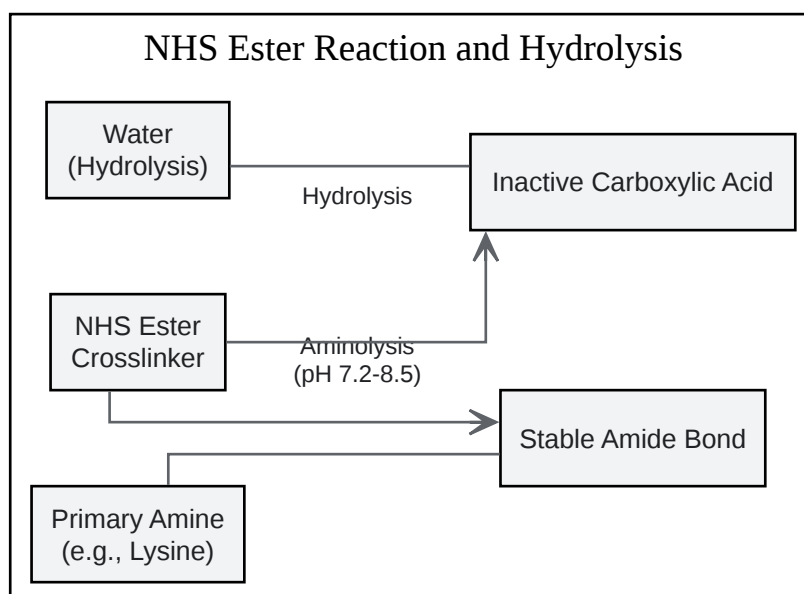 NHS Ester Reaction and Hydrolysis
Water
(Hydrolysis)
Hydrolysis
Inactive Carboxylic Acid
NHS Ester
Crosslinker
Aminolysis
(pH 7.2-8.5)
Stable Amide Bond
Primary Amine
(e.g., Lysine)